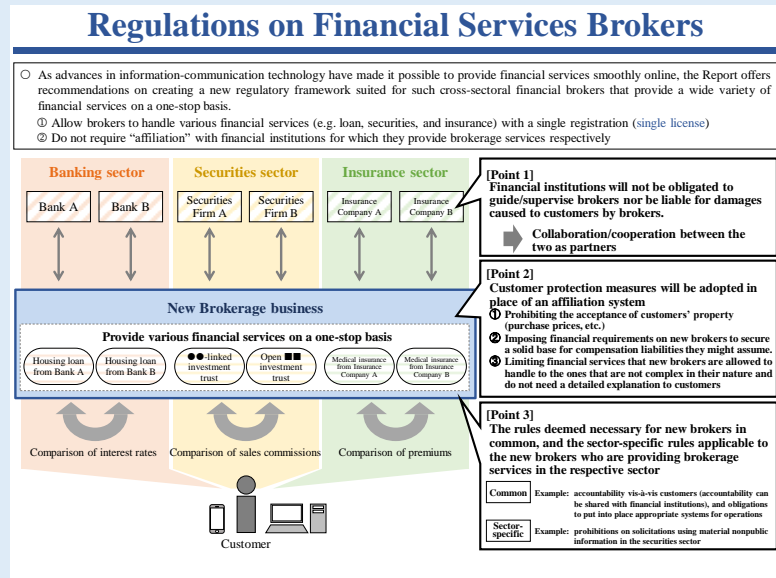 Regulations on Financial Services Brokers
○ As advances in information-communication technology have made it possible to provide financial services smoothly online, the Report offers
recommendations on creating a new regulatory framework suited for such cross-sectoral financial brokers that provide a wide variety of
financial services on a one-stop basis.
① Allow brokers to handle various financial services (e.g. loan, securities, and insurance) with a single registration (single license)
② Do not require “affiliation” with financial institutions for which they provide brokerage services respectively
Banking sector
Bank A
Bank B
Securities sector
Securities
Firm A
Securities
Firm B
Insurance sector
Insurance
Company A
Insurance
Company B
New Brokerage business
Provide various financial services on a one-stop basis
Housing loan
from Bank A
Housing loan
from Bank B
●●-linked
investment
trust
Open ■■
investment
trust
Medical insurance
from Insurance
Company A
Medical insurance
from Insurance
Company B
Comparison of interest rates
Comparison of sales commissions
Comparison of premiums
Customer
[Point 1]
Financial institutions will not be obligated to
guide/supervise brokers nor be liable for damages
caused to customers by brokers.
Collaboration/cooperation between the
two as partners
[Point 2]
Customer protection measures will be adopted in
place of an affiliation system
① Prohibiting the acceptance of customers’ property
(purchase prices, etc.)
② Imposing financial requirements on new brokers to secure
a solid base for compensation liabilities they might assume.
③ Limiting financial services that new brokers are allowed to
handle to the ones that are not complex in their nature and
do not need a detailed explanation to customers
[Point 3]
The rules deemed necessary for new brokers in
common, and the sector-specific rules applicable to
the new brokers who are providing brokerage
services in the respective sector
Common
Example: accountability vis-à-vis customers (accountability can
be shared with financial institutions), and obligations
to put into place appropriate systems for operations
Sector-
specific
Example: prohibitions on solicitations using material nonpublic
information in the securities sector